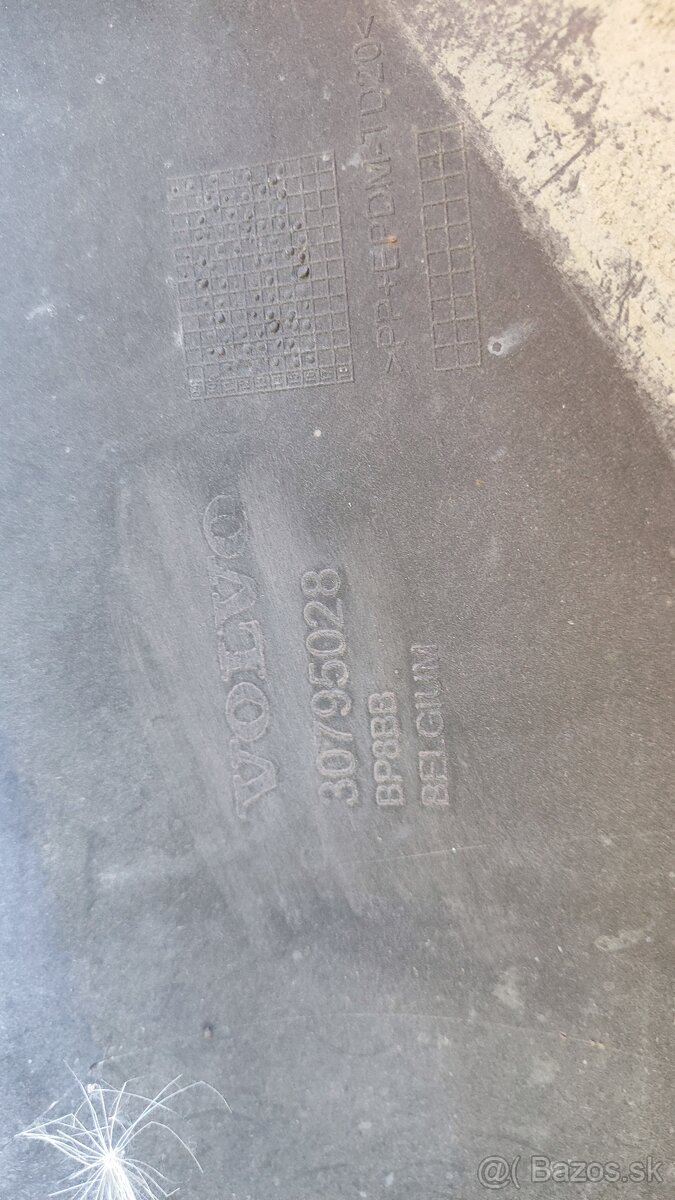 >PP+EPDM-TD20<
VOLVO
30795028
BP8BB
BELGIUM
@( Bazos.sk